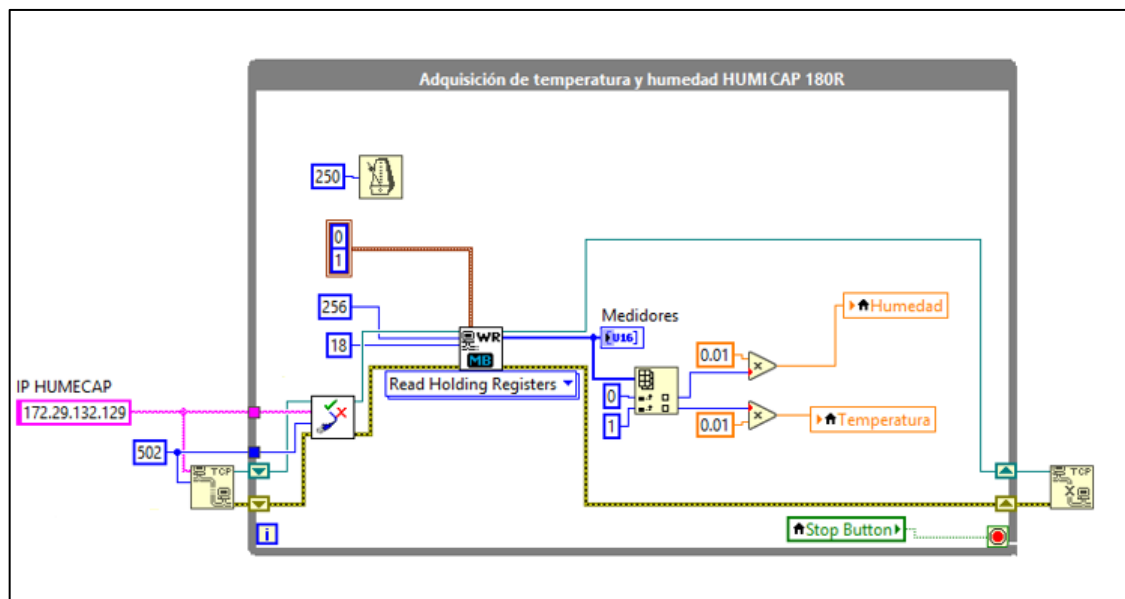 Adquisición de temperatura y humedad HUMI CAP 180R
250
0
1
256
18
WR
MB
Read Holding Registers
Medidores
[U16]
0
1
0.01
0.01
Humedad
Temperatura
IP HUMECAP
172.29.132.129
502
TCP
i
Stop Button
TCP